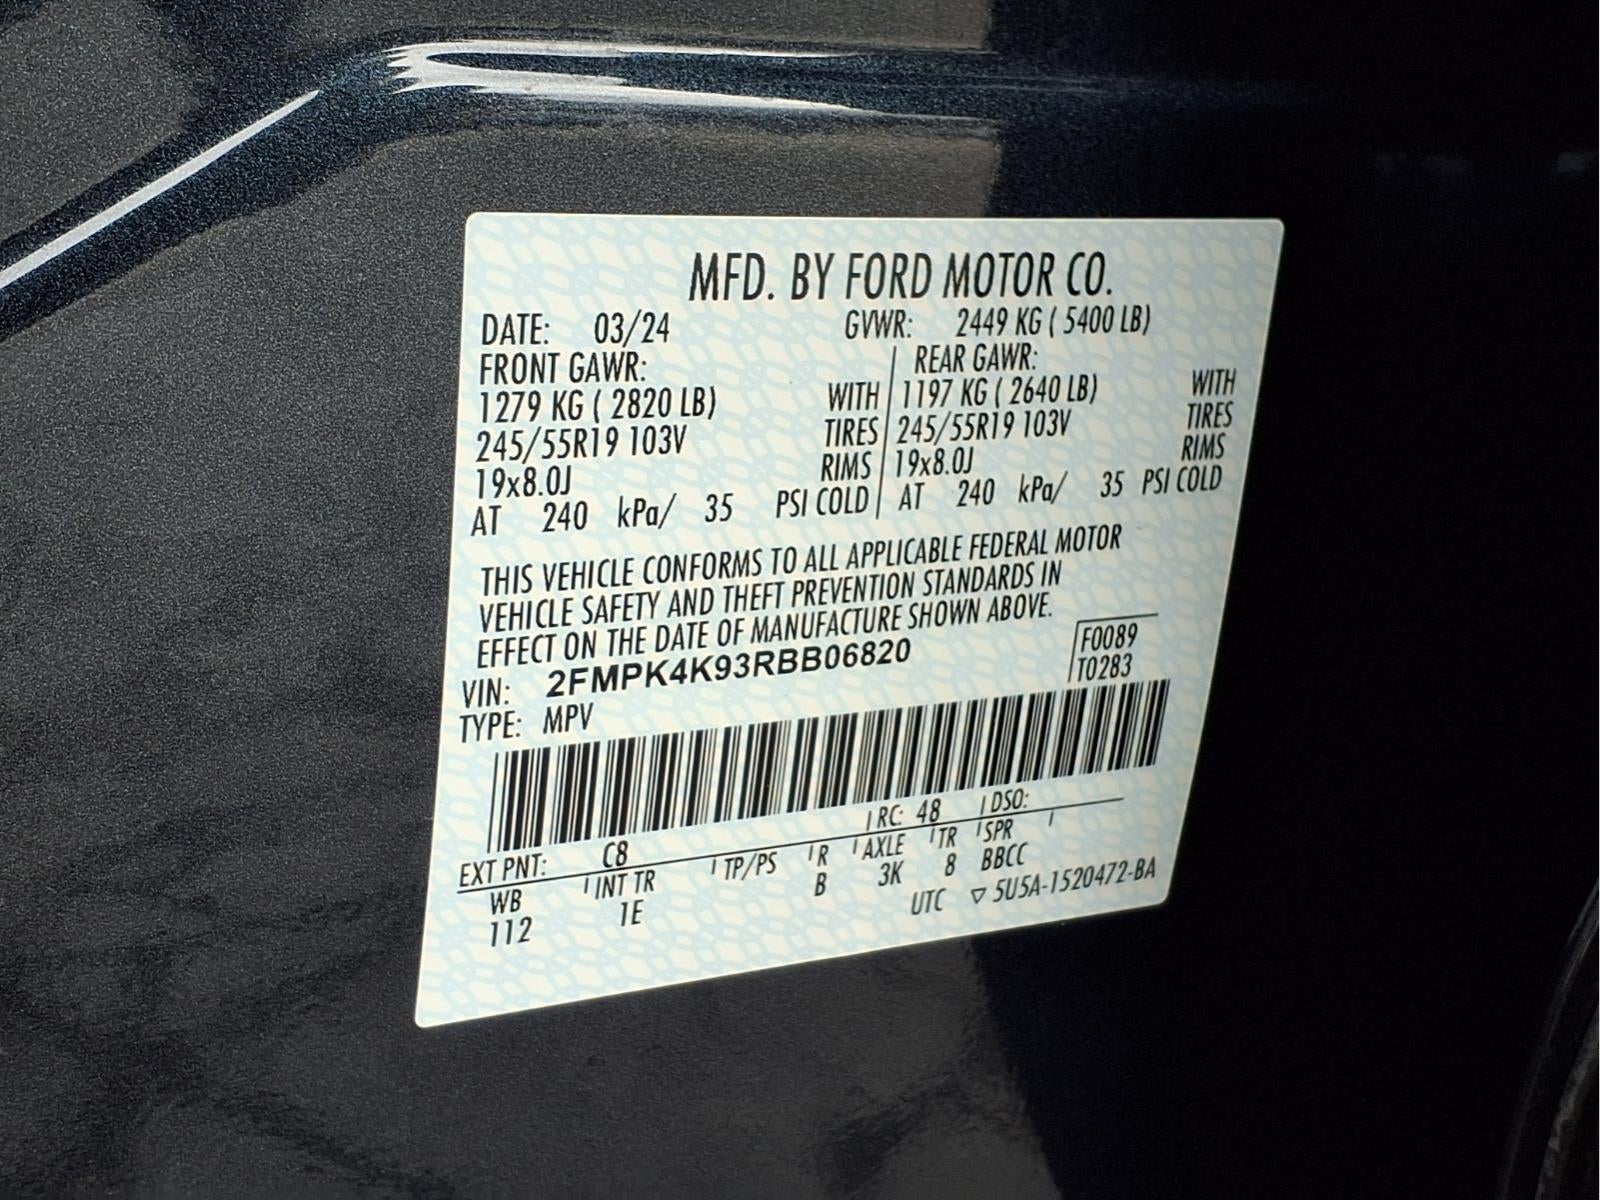 MFD. BY FORD MOTOR CO.
DATE: 03/24 GVWR: 2449 KG ( 5400 LB)
FRONT GAWR: REAR GAWR:
1279 KG ( 2820 LB) WITH 1197 KG ( 2640 LB) WITH
245/55R19 103V TIRES 245/55R19 103V TIRES
19x8.0J RIMS 19x8.0J RIMS
AT 240 kPa/ 35 PSI COLD AT 240 kPa/ 35 PSI COLD
THIS VEHICLE CONFORMS TO ALL APPLICABLE FEDERAL MOTOR
VEHICLE SAFETY AND THEFT PREVENTION STANDARDS IN
EFFECT ON THE DATE OF MANUFACTURE SHOWN ABOVE.
VIN: 2FMPK4K93RBB06820 F0089
TYPE: MPV T0283
EXT PNT: C8 RC: 48 DSO:
WB INT TR TP/PS R AXLE TR SPR
112 1E B 3K 8 BBCC
UTC ▽ 5U5A-1520472-BA